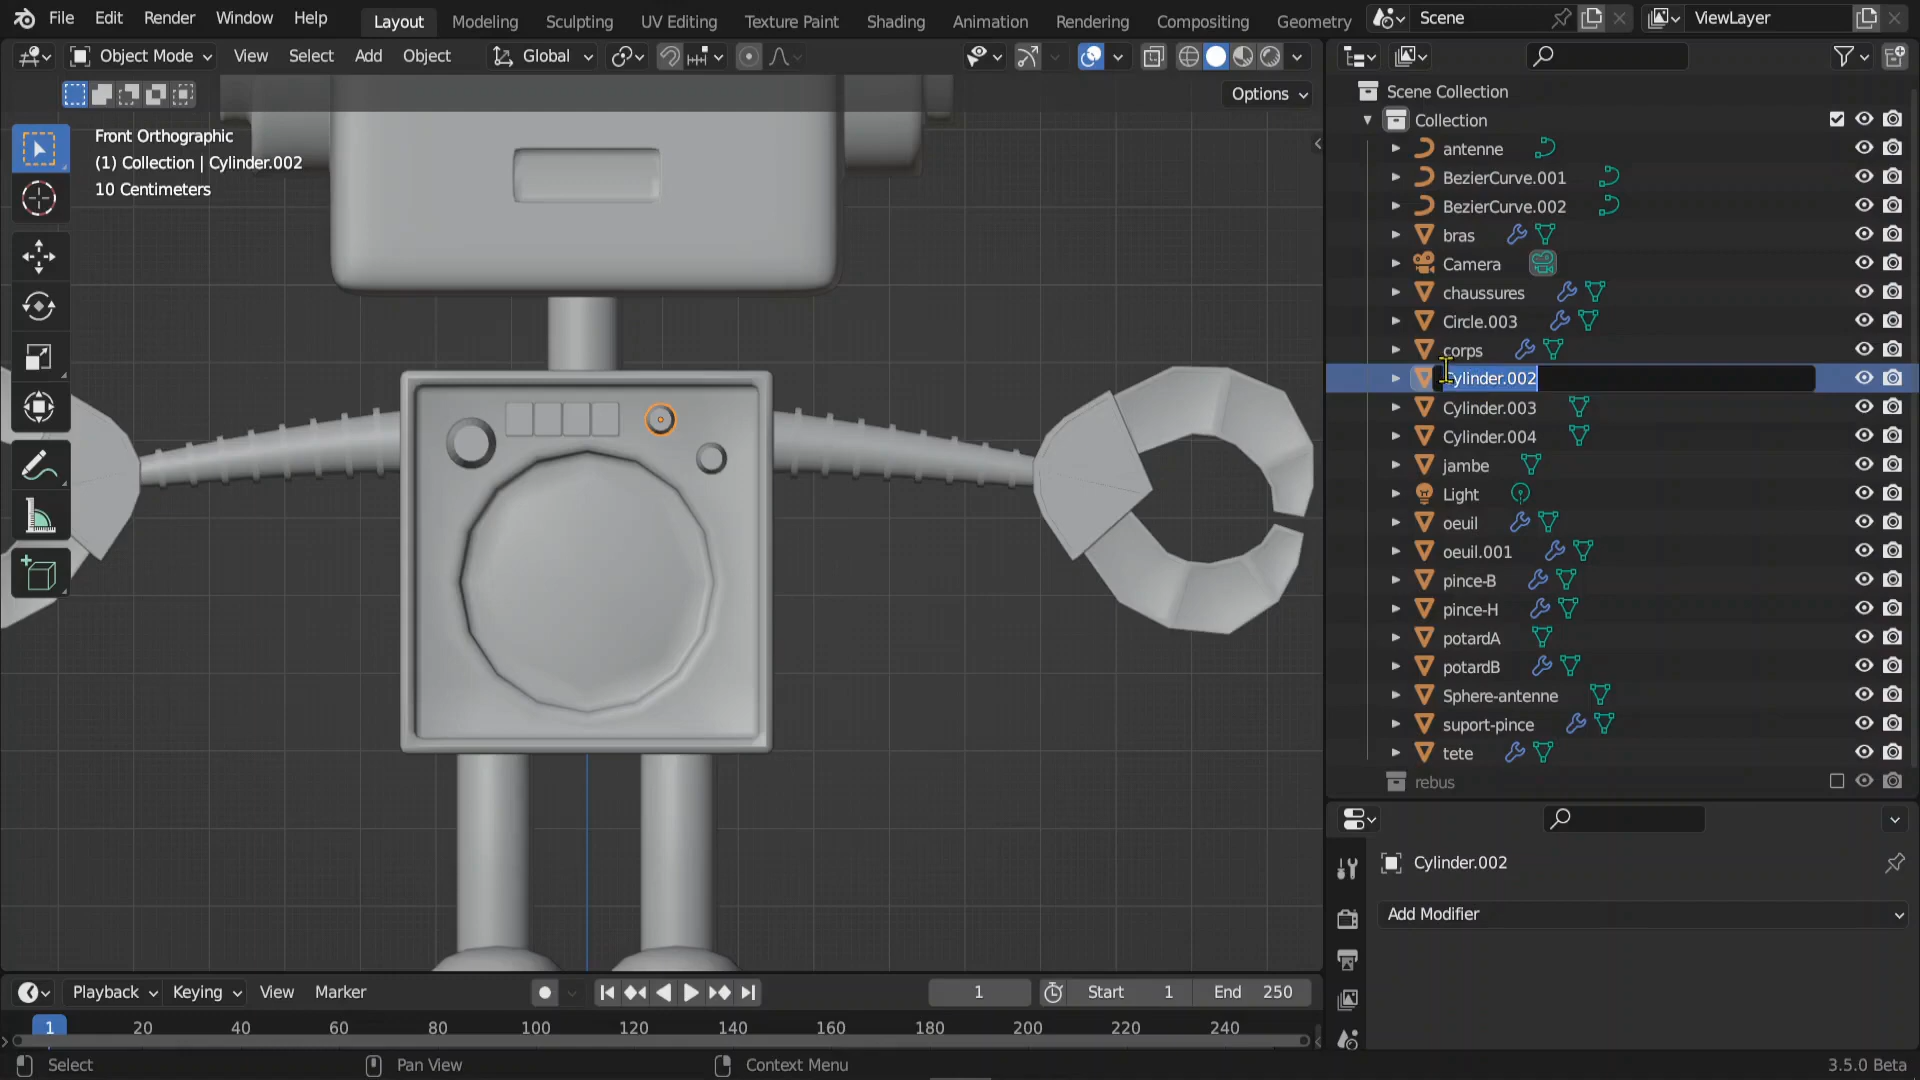 File Edit Render Window Help Layout Modeling Sculpting UV Editing Texture Paint Shading Animation Rendering Compositing Geometry Scene ViewLayer
Object Mode View Select Add Object Global
Options
Front Orthographic
(1) Collection | Cylinder.002
10 Centimeters
Scene Collection
Collection
antenne
BezierCurve.001
BezierCurve.002
bras
Camera
chaussures
Circle.003
corps
Cylinder.002
Cylinder.003
Cylinder.004
jambe
Light
oeuil
oeuil.001
pince-B
pince-H
potardA
potardB
Sphere-antenne
suport-pince
tete
rebus
Cylinder.002
Add Modifier
Playback Keying View Marker 1 Start 1 End 250
1 20 40 60 80 100 120 140 160 180 200 220 240
Select Pan View Context Menu 3.5.0 Beta